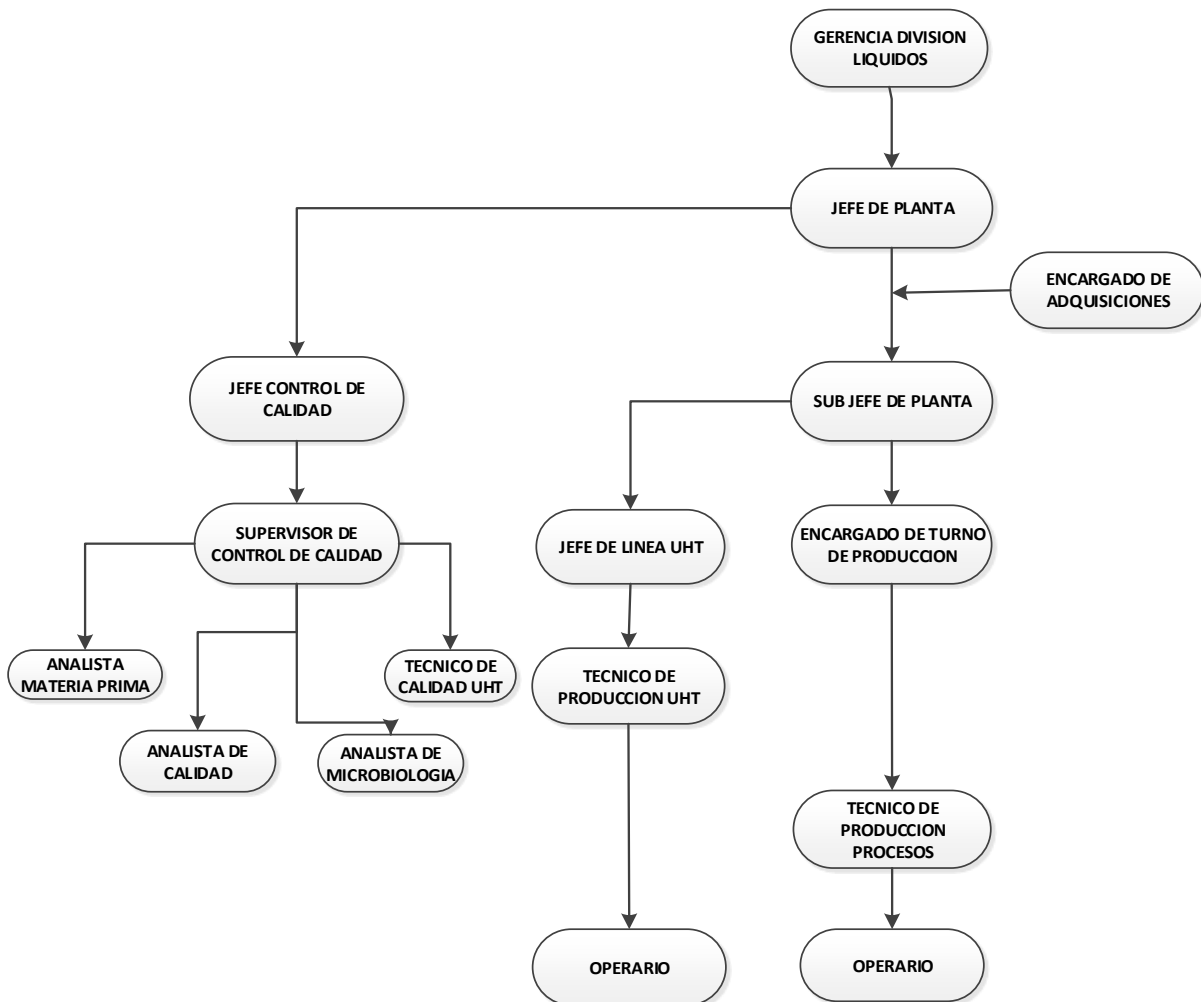 GERENCIA DIVISION
LIQUIDOS
JEFE DE PLANTA
ENCARGADO DE
ADQUISICIONES
JEFE CONTROL DE
CALIDAD
SUB JEFE DE PLANTA
SUPERVISOR DE
CONTROL DE CALIDAD
JEFE DE LINEA UHT
ENCARGADO DE TURNO
DE PRODUCCION
ANALISTA
MATERIA PRIMA
TECNICO DE
CALIDAD UHT
TECNICO DE
PRODUCCION UHT
ANALISTA DE
CALIDAD
ANALISTA DE
MICROBIOLOGIA
TECNICO DE
PRODUCCION
PROCESOS
OPERARIO
OPERARIO